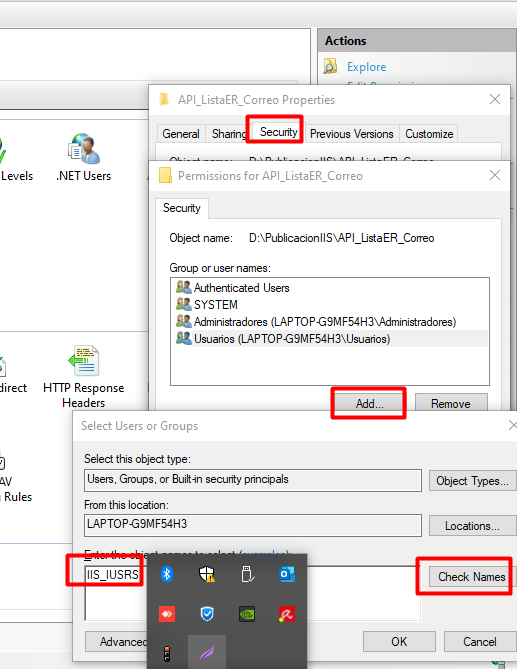 Actions
Explore
API_ListaER_Correo Properties
General Sharing Security Previous Versions Customize
Levels
.NET Users
Permissions for API_ListaER_Correo
Security
Object name: D:\PublicacionIIS\API_ListaER_Correo
Group or user names:
Authenticated Users
SYSTEM
Administradores (LAPTOP-G9MF54H3\Administradores)
Usuarios (LAPTOP-G9MF54H3\Usuarios)
direct
HTTP Response
Headers
Add... Remove
Select Users or Groups
Select this object type:
Users, Groups, or Built-in security principals
Object Types...
From this location:
LAPTOP-G9MF54H3
Locations...
AV
Rules
Enter the object names to select
IIS_IUSRS
Check Names
Advanced
OK Cancel